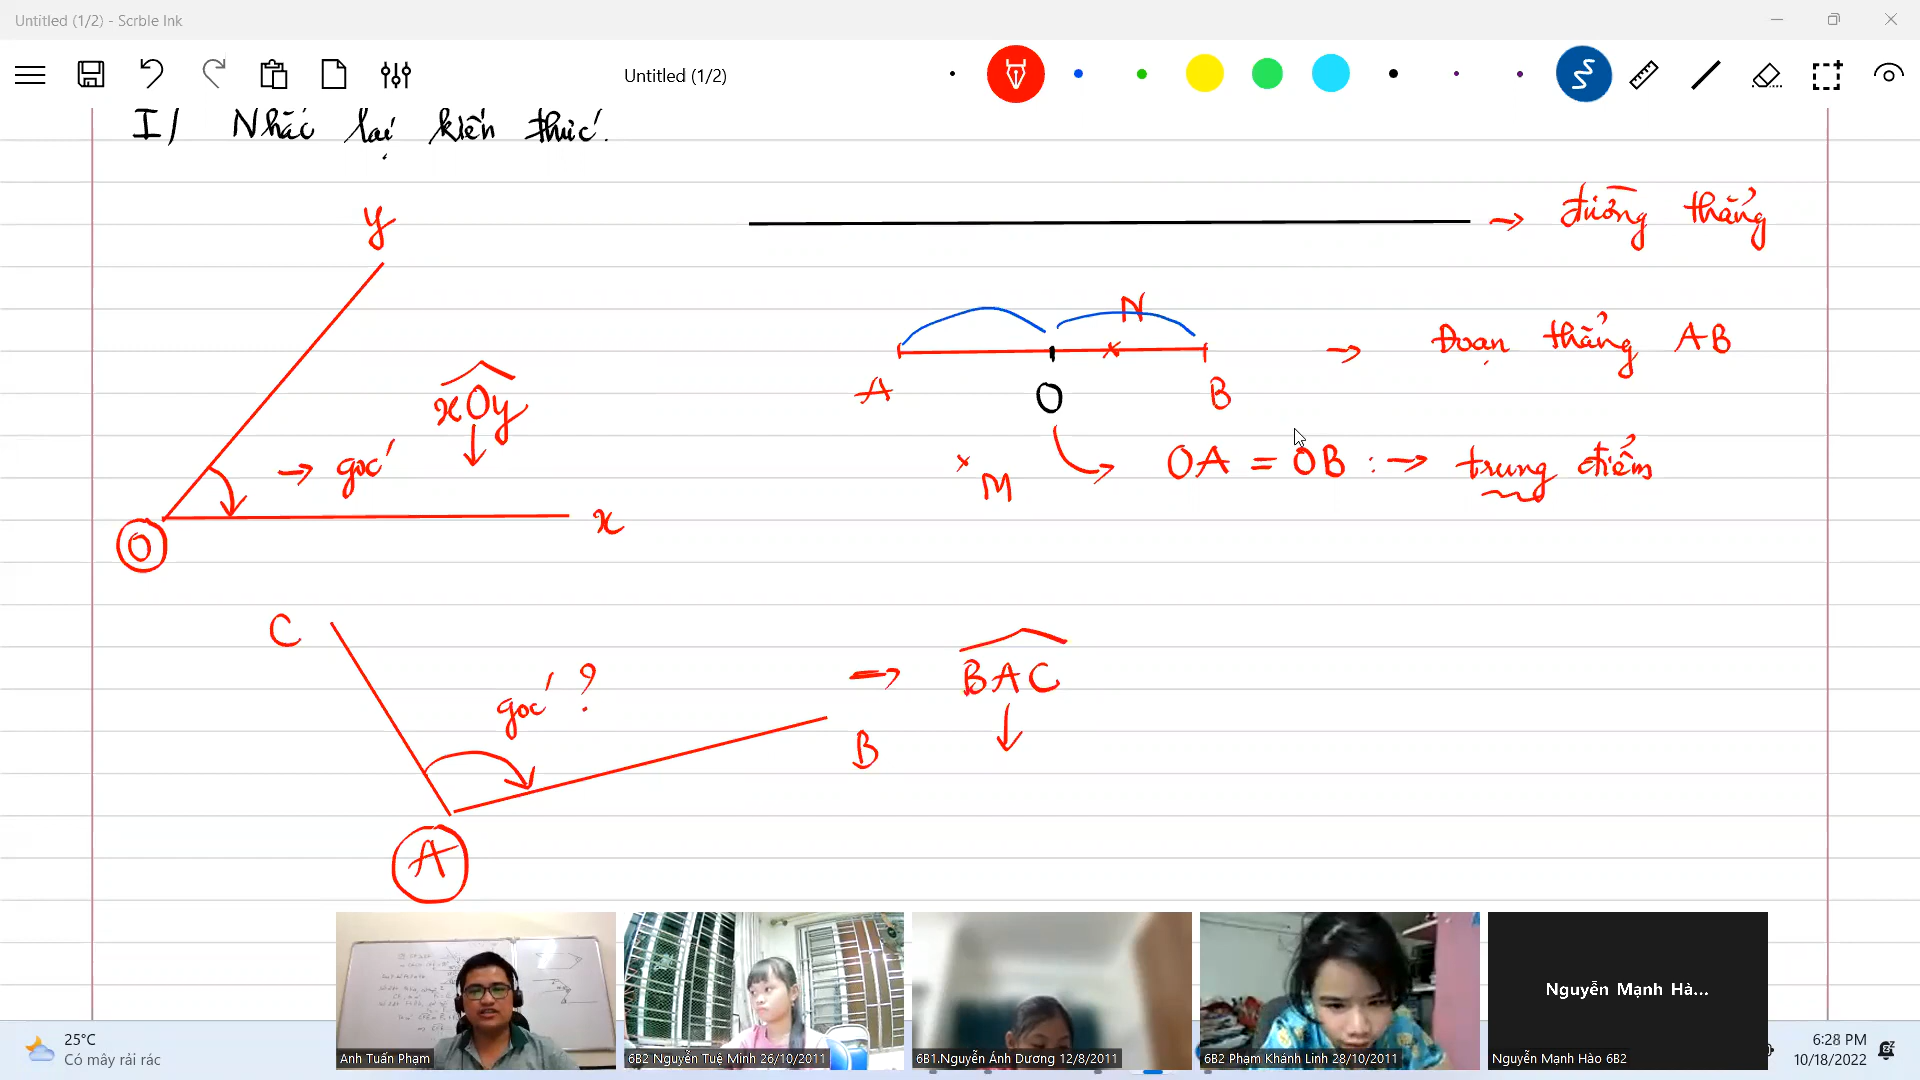 Untitled (1/2) - Scrble Ink
Untitled (1/2)
I/ Nhắc lại kiến thức.
y
→ đường thẳng
N
A O B → Đoạn thẳng AB
xOy
→ góc
x
O
M
OA = OB : → trung điểm
C
góc ?
→ BAC
B
A
Anh Tuấn Phạm
6B2 Nguyễn Tuệ Minh 26/10/2011
6B1.Nguyễn Ánh Dương 12/8/2011
6B2 Phạm Khánh Linh 28/10/2011
Nguyễn Mạnh Hà...
Nguyễn Mạnh Hào 6B2
25°C
Có mây rải rác
6:28 PM
10/18/2022